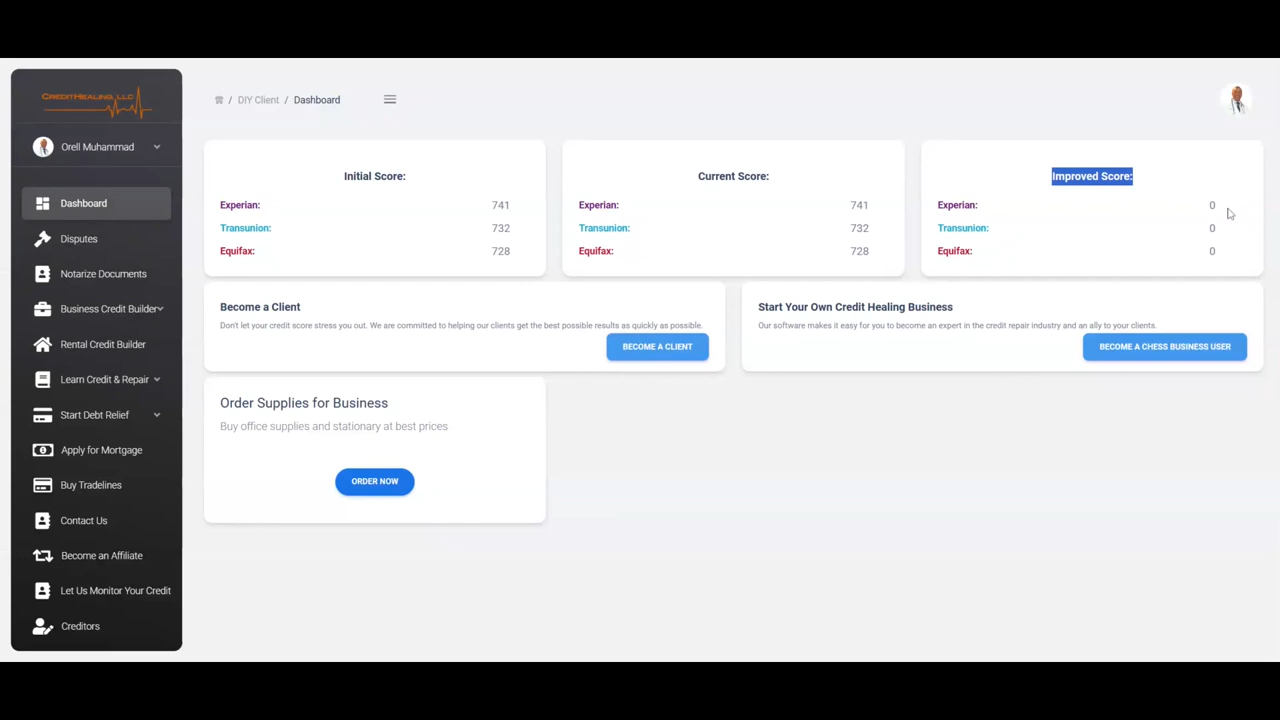 CREDITHEALING, LLC
Orell Muhammad
Dashboard
Disputes
Notarize Documents
Business Credit Builder
Rental Credit Builder
Learn Credit & Repair
Start Debt Relief
Apply for Mortgage
Buy Tradelines
Contact Us
Become an Affiliate
Let Us Monitor Your Credit
Creditors
/ DIY Client / Dashboard
Initial Score:
Experian: 741
Transunion: 732
Equifax: 728
Current Score:
Experian: 741
Transunion: 732
Equifax: 728
Improved Score:
Experian: 0
Transunion: 0
Equifax: 0
Become a Client
Don't let your credit score stress you out. We are committed to helping our clients get the best possible results as quickly as possible.
BECOME A CLIENT
Start Your Own Credit Healing Business
Our software makes it easy for you to become an expert in the credit repair industry and an ally to your clients.
BECOME A CHESS BUSINESS USER
Order Supplies for Business
Buy office supplies and stationary at best prices
ORDER NOW